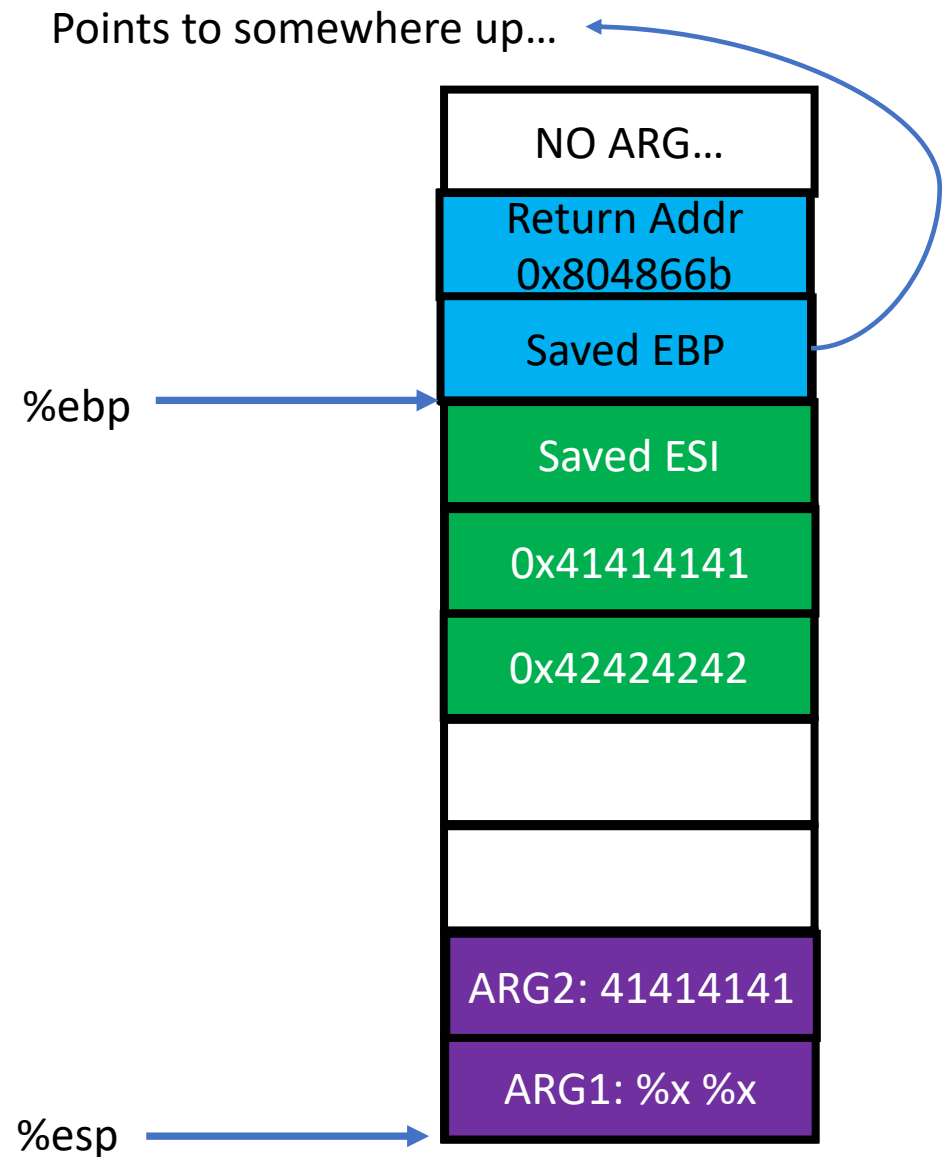 Points to somewhere up…
NO ARG…
Return Addr
0x804866b
Saved EBP
%ebp
Saved ESI
0x41414141
0x42424242
ARG2: 41414141
ARG1: %x %x
%esp